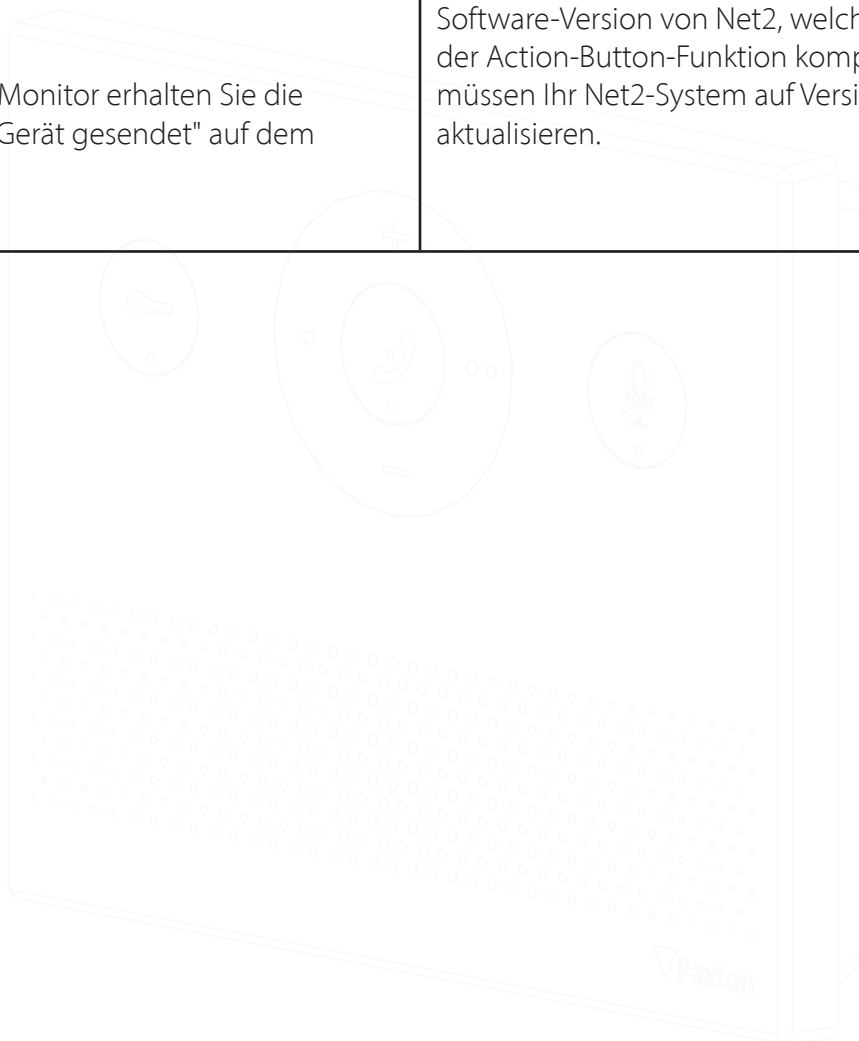 Monitor erhalten Sie die
Gerät gesendet" auf dem
Software-Version von Net2, welch
der Action-Button-Funktion komp
müssen Ihr Net2-System auf Versi
aktualisieren.
Paxton